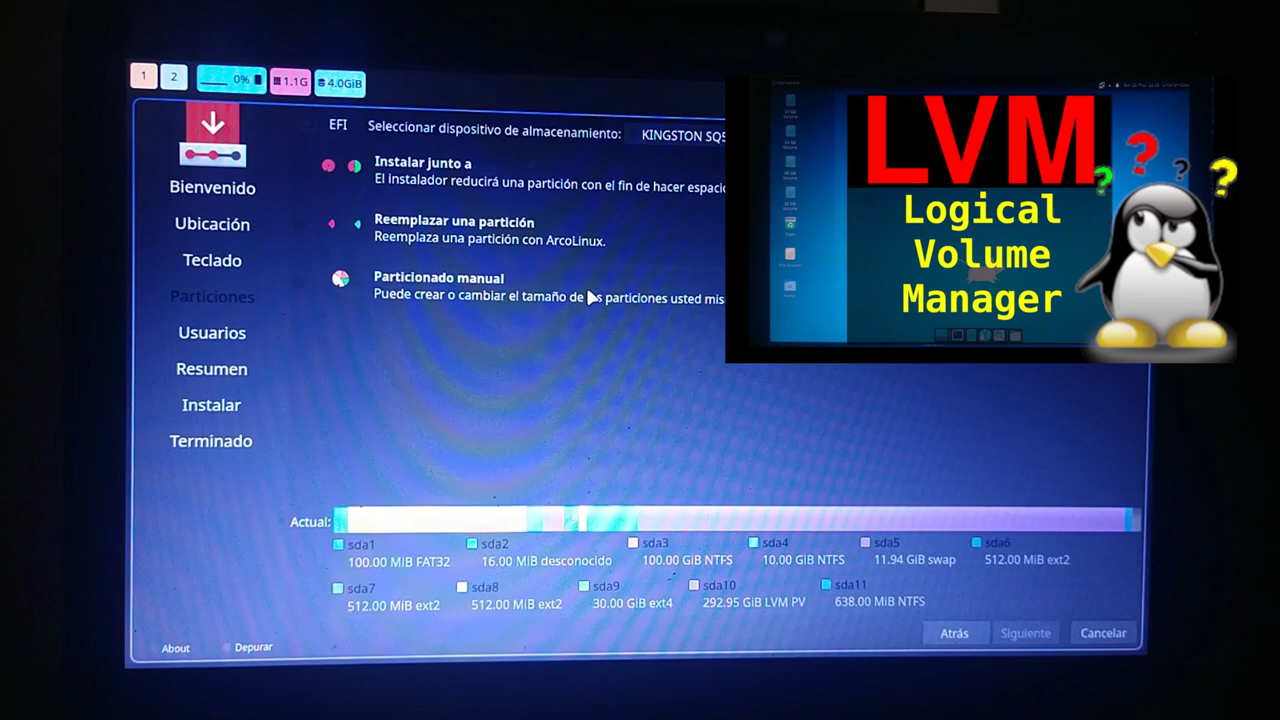 1 2 0% 1.1G 4.0GiB
EFI Seleccionar dispositivo de almacenamiento: KINGSTON SQ5
Instalar junto a
El instalador reducirá una partición con el fin de hacer espacio
Reemplazar una partición
Reemplaza una partición con ArcoLinux.
Particionado manual
Puede crear o cambiar el tamaño de las particiones usted mis
Bienvenido
Ubicación
Teclado
Particiones
Usuarios
Resumen
Instalar
Terminado
LVM
Logical
Volume
Manager
? ? ? ?
Actual:
sda1 sda2 sda3 sda4 sda5 sda6
100.00 MiB FAT32 16.00 MiB desconocido 100.00 GiB NTFS 10.00 GiB NTFS 11.94 GiB swap 512.00 MiB ext2
sda7 sda8 sda9 sda10 sda11
512.00 MiB ext2 512.00 MiB ext2 30.00 GiB ext4 292.95 GiB LVM PV 638.00 MiB NTFS
Atrás Siguiente Cancelar
About Depurar